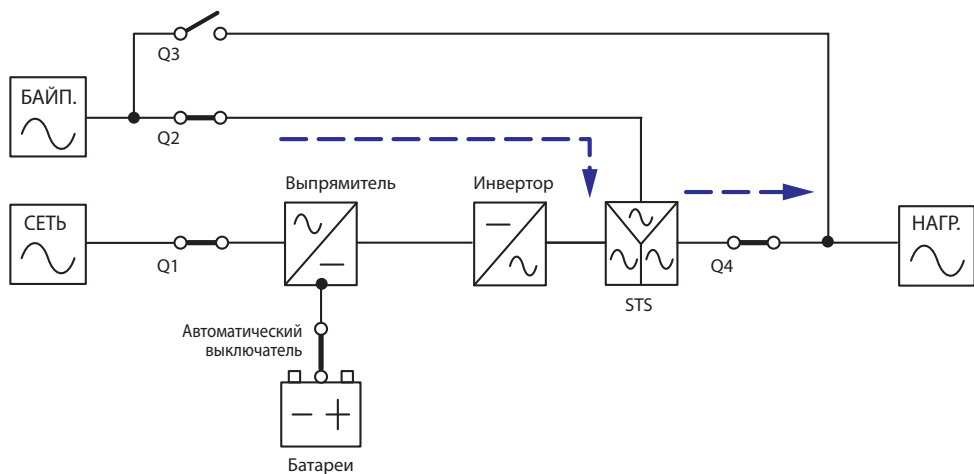 Q3
БАЙП.
Q2
Выпрямитель
Инвертор
СЕТЬ
НАГР.
Q1
Q4
STS
Автоматический
выключатель
Батареи